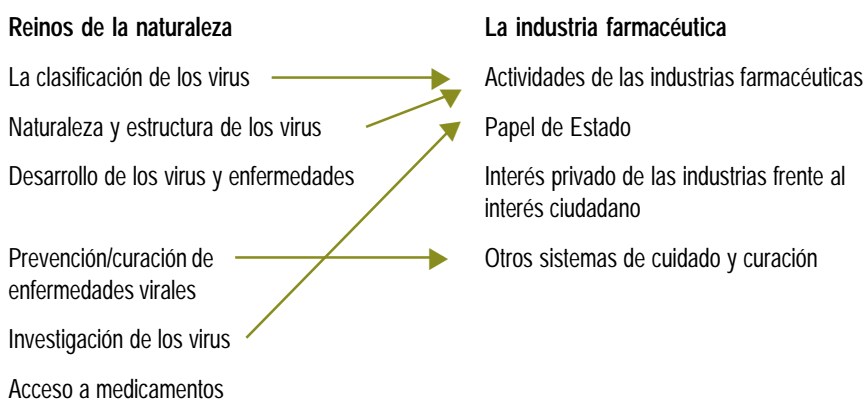 Reinos de la naturaleza
La clasificación de los virus
Naturaleza y estructura de los virus
Desarrollo de los virus y enfermedades
Prevención/curación de
enfermedades virales
Investigación de los virus
Acceso a medicamentos
La industria farmacéutica
Actividades de las industrias farmacéuticas
Papel de Estado
Interés privado de las industrias frente al
interés ciudadano
Otros sistemas de cuidado y curación